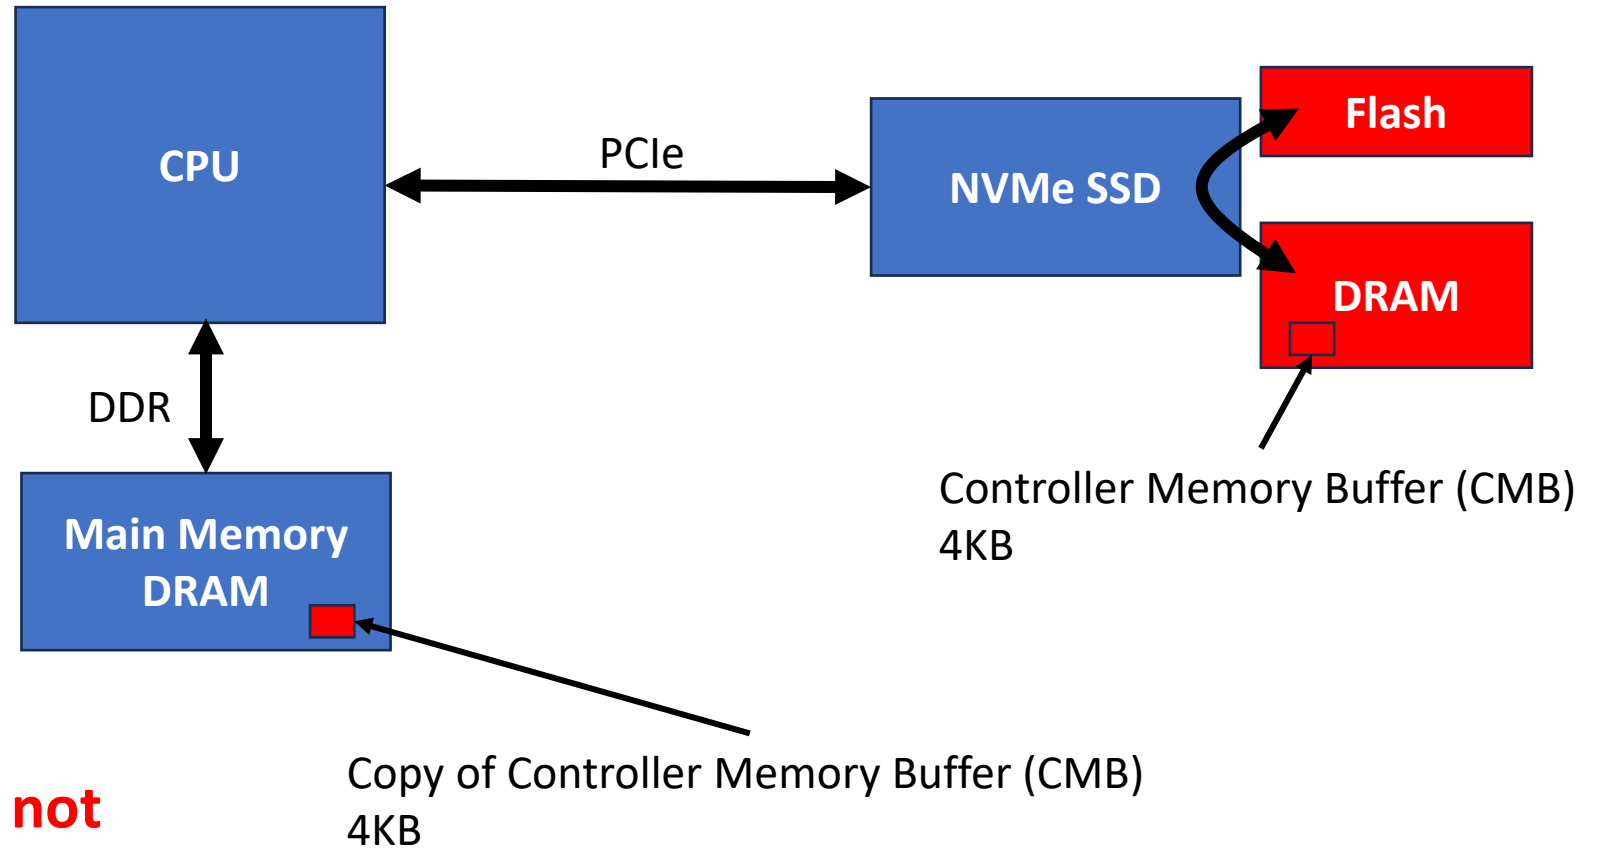 CPU
PCIe
NVMe SSD
Flash
DRAM
DDR
Controller Memory Buffer (CMB)
4KB
Main Memory
DRAM
Copy of Controller Memory Buffer (CMB)
4KB
not